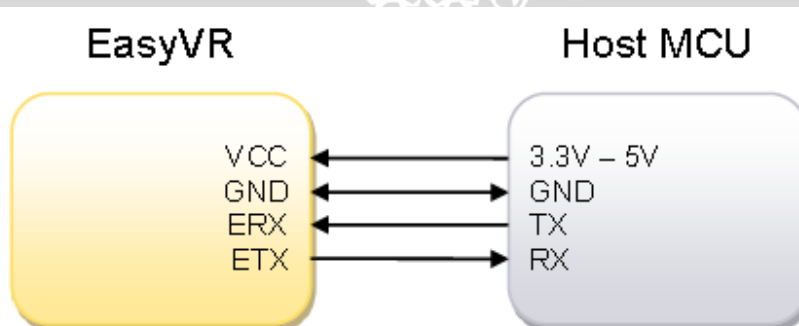 EasyVR
Host MCU
VCC
GND
ERX
ETX
3.3V – 5V
GND
TX
RX